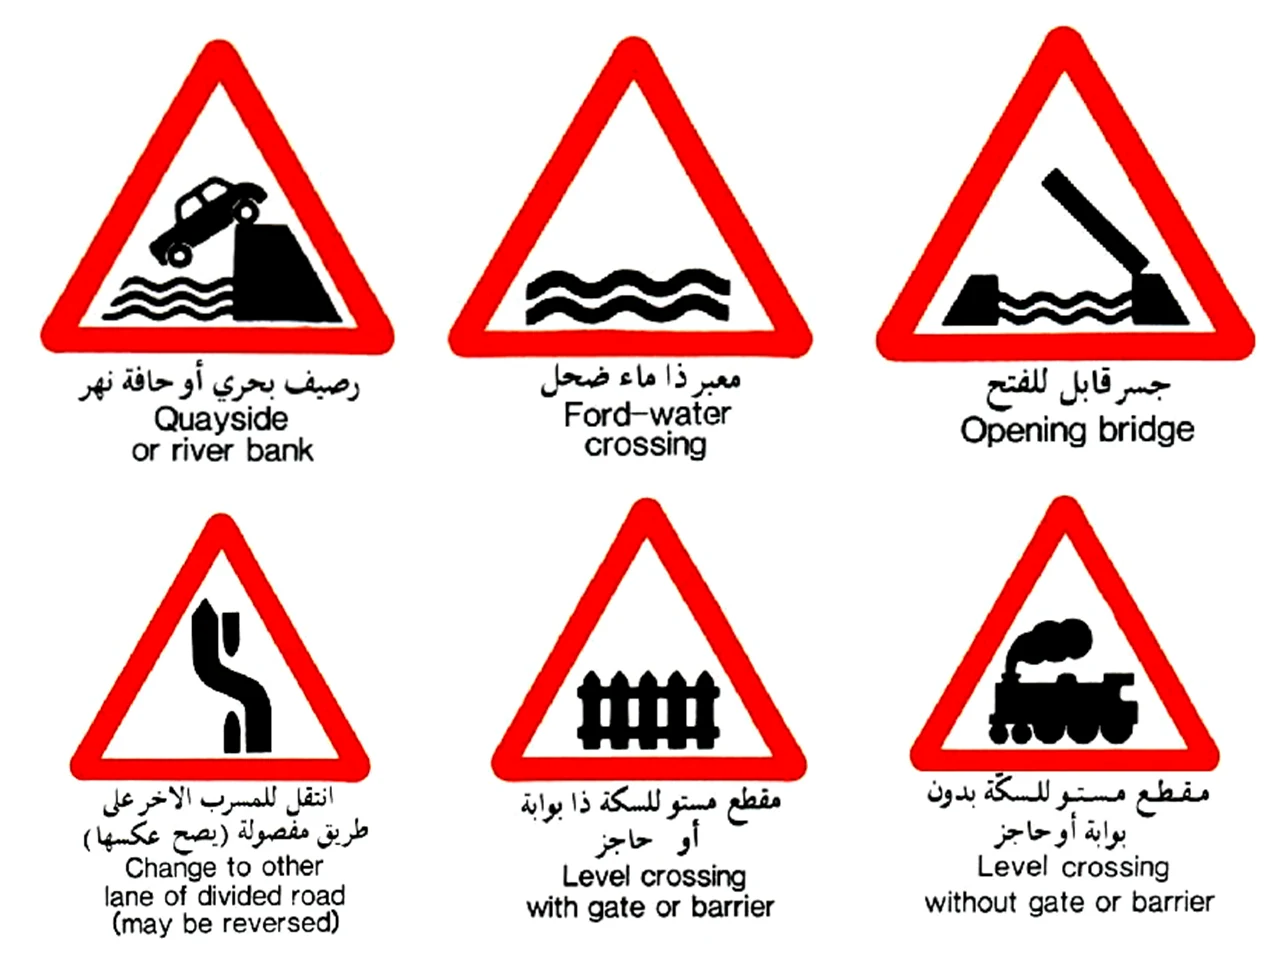 رصيف بحري أو حافة نهر
Quayside
or river bank
معبر ذا ماء ضحل
Ford-water
crossing
جسر قابل للفتح
Opening bridge
انتقل للمسرب الاخر على
طريق مفصولة (يصح عكسها)
Change to other
lane of divided road
(may be reversed)
مقطع مستو للسكة ذا بوابة
أو حاجز
Level crossing
with gate or barrier
مقطع مستو للسكّة بدون
بوابة أو حاجز
Level crossing
without gate or barrier